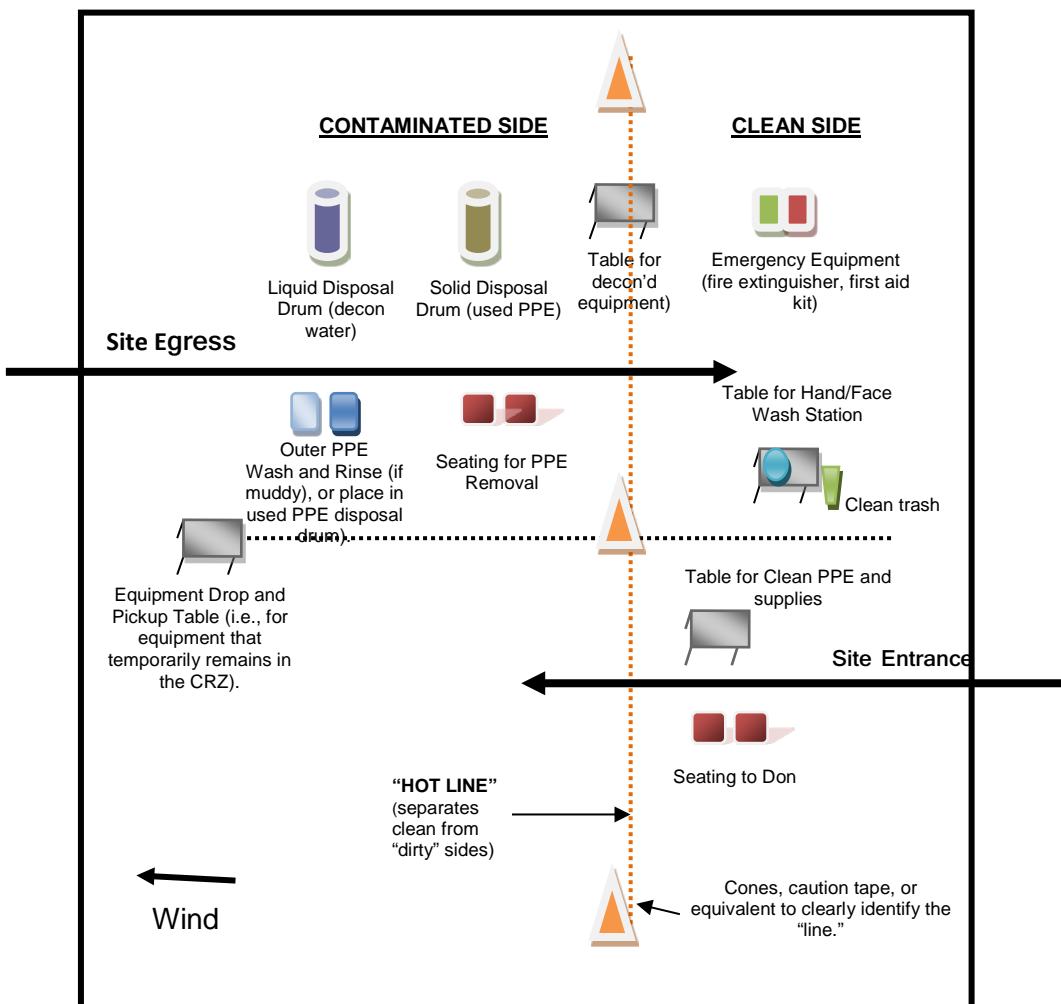 CONTAMINATED SIDE
CLEAN SIDE
Liquid Disposal
Drum (decon
water)
Solid Disposal
Drum (used PPE)
Table for
decon’d
equipment)
Emergency Equipment
(fire extinguisher, first aid
kit)
Site Egress
Outer PPE
Wash and Rinse (if
muddy), or place in
used PPE disposal
drum).
Seating for PPE
Removal
Table for Hand/Face
Wash Station
Clean trash
Equipment Drop and
Pickup Table (i.e., for
equipment that
temporarily remains in
the CRZ).
Table for Clean PPE and
supplies
Site Entrance
Seating to Don
“HOT LINE”
(separates
clean from
“dirty” sides)
Wind
Cones, caution tape, or
equivalent to clearly identify the
“line.”